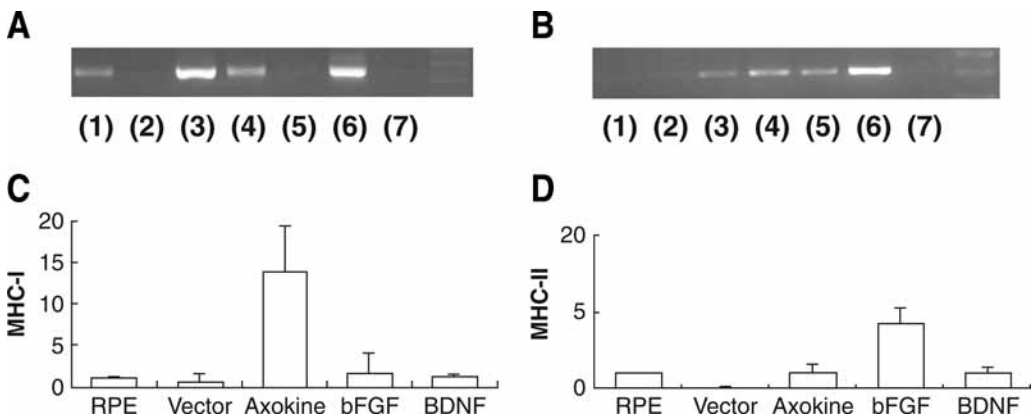 A
B
(1) (2) (3) (4) (5) (6) (7)
(1) (2) (3) (4) (5) (6) (7)
C
MHC-I
20
15
10
5
0
RPE Vector Axokine bFGF BDNF
D
MHC-II
20
5
0
RPE Vector Axokine bFGF BDNF